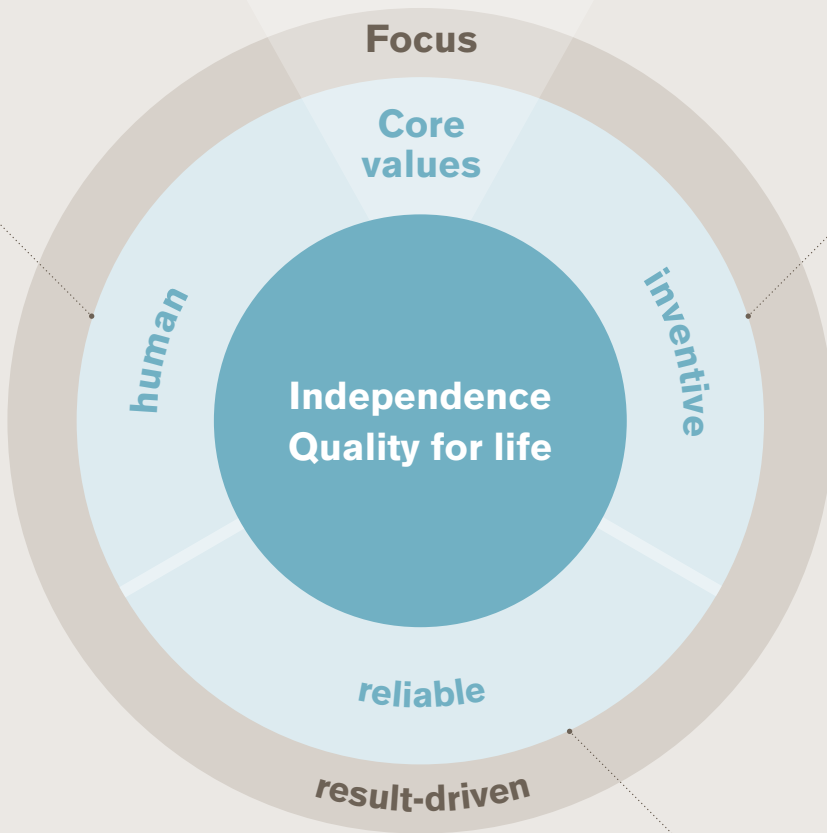 Focus
Core
values
human
inventive
Independence
Quality for life
reliable
result-driven